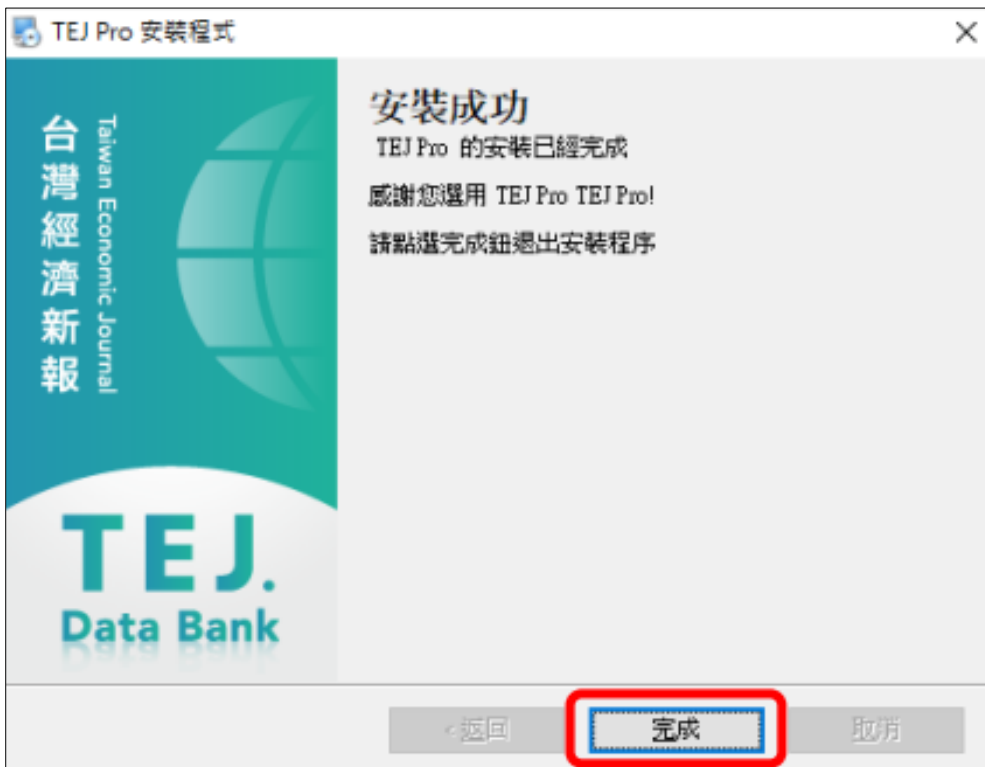 TEJ Pro 安裝程式
台灣經濟新報
Taiwan Economic Journal
TEJ.
Data Bank
安裝成功
TEJ Pro 的安裝已經完成
感謝您選用 TEJ Pro TEJ Pro!
請點選完成鈕退出安裝程序
<返回
完成
取消